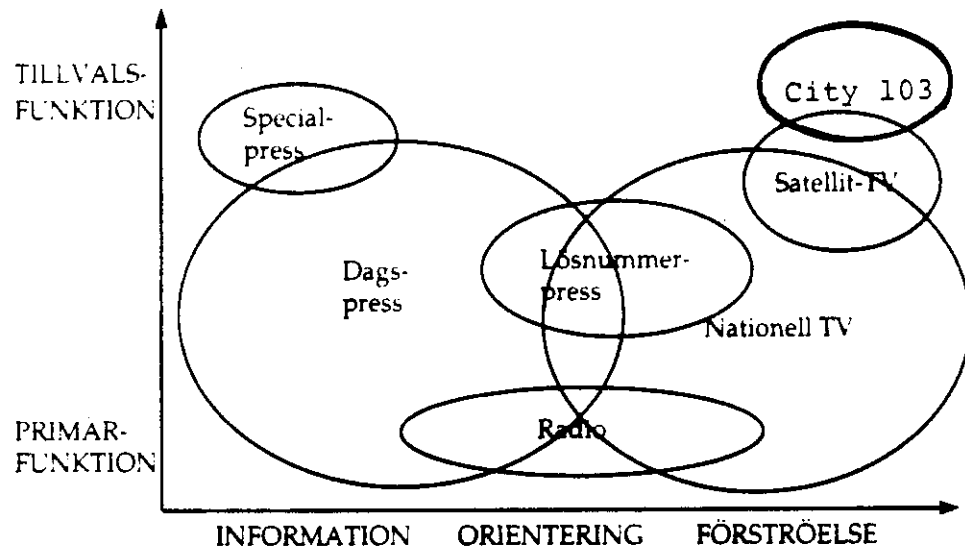 TILLVALS-
FUNKTION
City 103
Special-
press
Satellit-TV
Dags-
press
Lösnummer-
press
Nationell TV
PRIMÄR-
FUNKTION
Radio
INFORMATION ORIENTERING FÖRSTRÖELSE